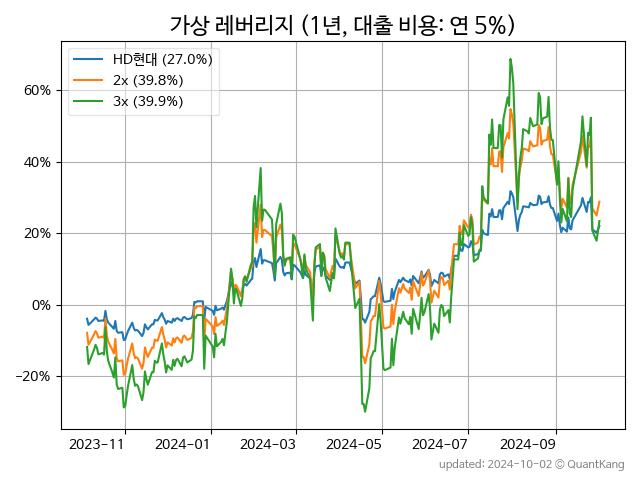 가상 레버리지 (1년, 대출 비용: 연 5%)
HD현대 (27.0%)
2x (39.8%)
3x (39.9%)
60%
40%
20%
0%
−20%
2023-11 2024-01 2024-03 2024-05 2024-07 2024-09
updated: 2024-10-02 © QuantKang